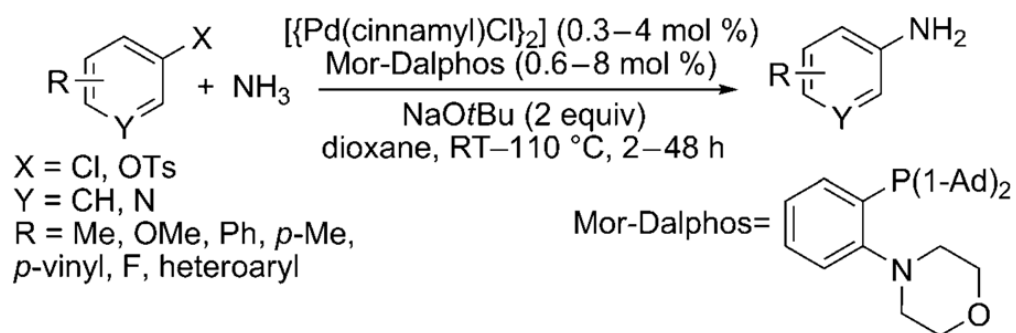 X
R
Y
+ NH₃
[{Pd(cinnamyl)Cl}₂] (0.3–4 mol %)
Mor-Dalphos (0.6–8 mol %)
NaOtBu (2 equiv)
dioxane, RT–110 °C, 2–48 h
NH₂
R
Y
X = Cl, OTs
Y = CH, N
R = Me, OMe, Ph, p-Me,
p-vinyl, F, heteroaryl
Mor-Dalphos=
P(1-Ad)₂
N
O